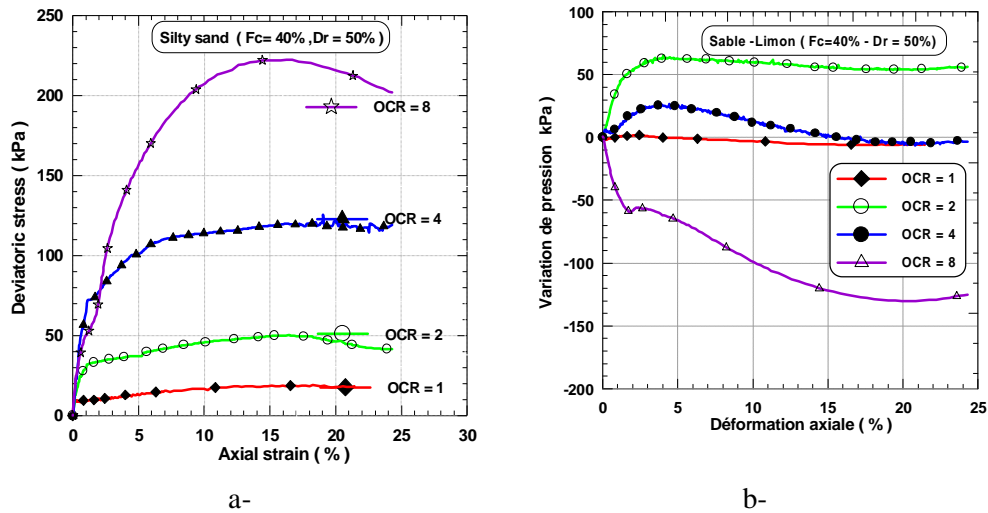 Silty sand ( Fc= 40% ,Dr = 50%)
Deviatoric stress ( kPa)
250
200
150
100
50
0
OCR = 8
OCR = 4
OCR = 2
OCR = 1
0 5 10 15 20 25 30
Axial strain ( % )
a-
Sable -Limon ( Fc=40% - Dr = 50%)
Variation de pression kPa)
100
50
0
-50
-100
-150
-200
OCR = 1
OCR = 2
OCR = 4
OCR = 8
0 5 10 15 20 25
Déformation axiale ( % )
b-